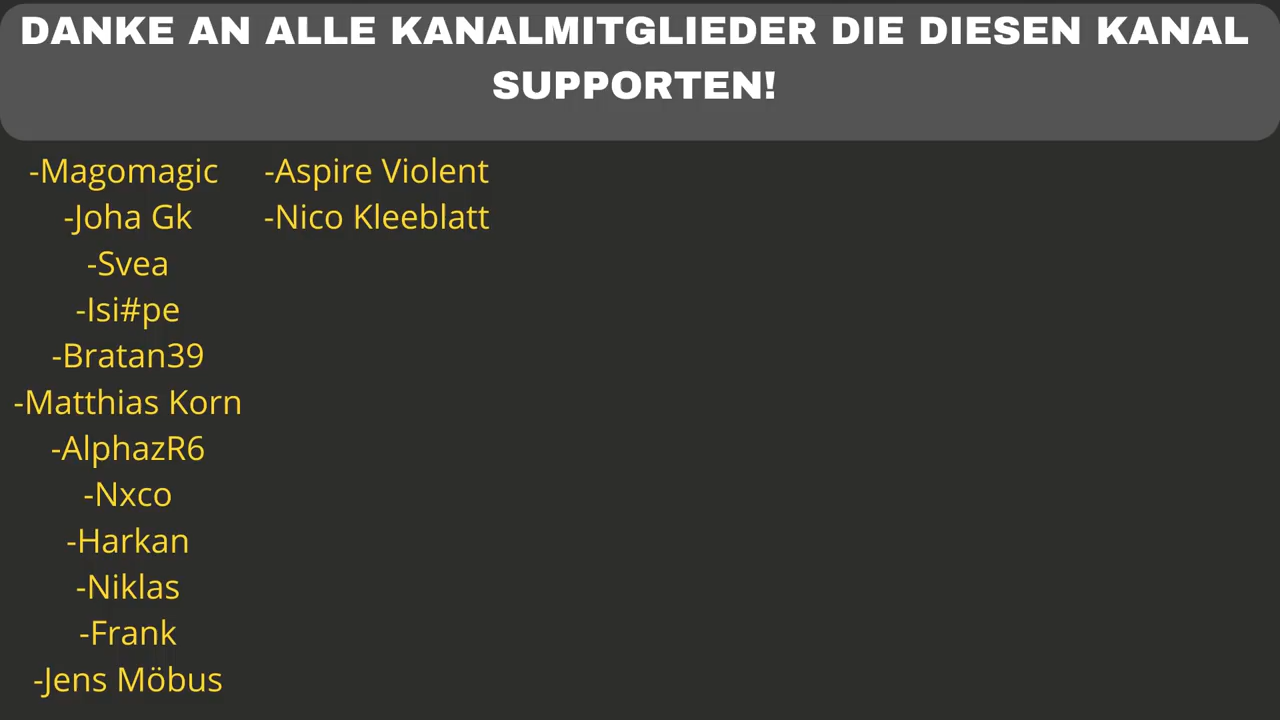 DANKE AN ALLE KANALMITGLIEDER DIE DIESEN KANAL
SUPPORTEN!
-Magomagic
-Joha Gk
-Svea
-Isi#pe
-Bratan39
-Matthias Korn
-AlphazR6
-Nxco
-Harkan
-Niklas
-Frank
-Jens Möbus
-Aspire Violent
-Nico Kleeblatt